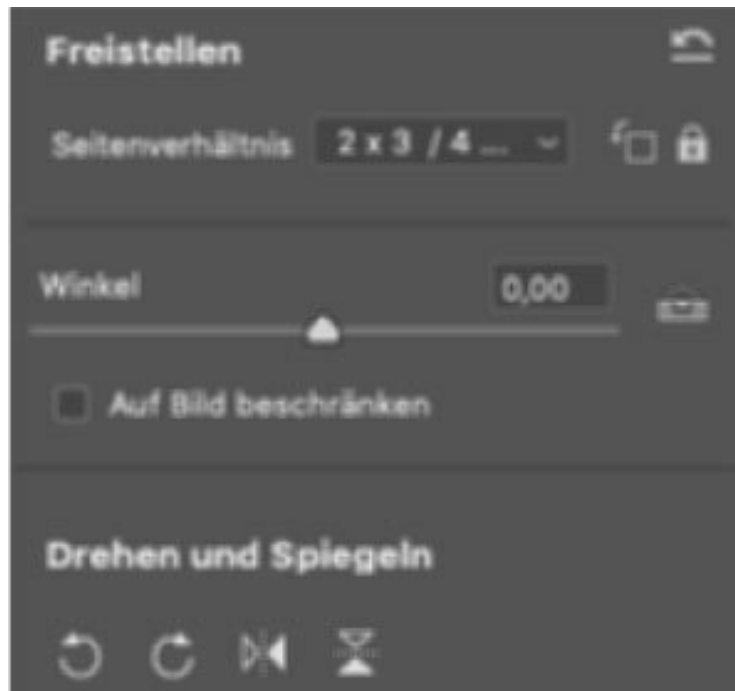 Freistellen
Seitenverhältnis 2 x 3 / 4 ...
Winkel 0,00
Auf Bild beschränken
Drehen und Spiegeln